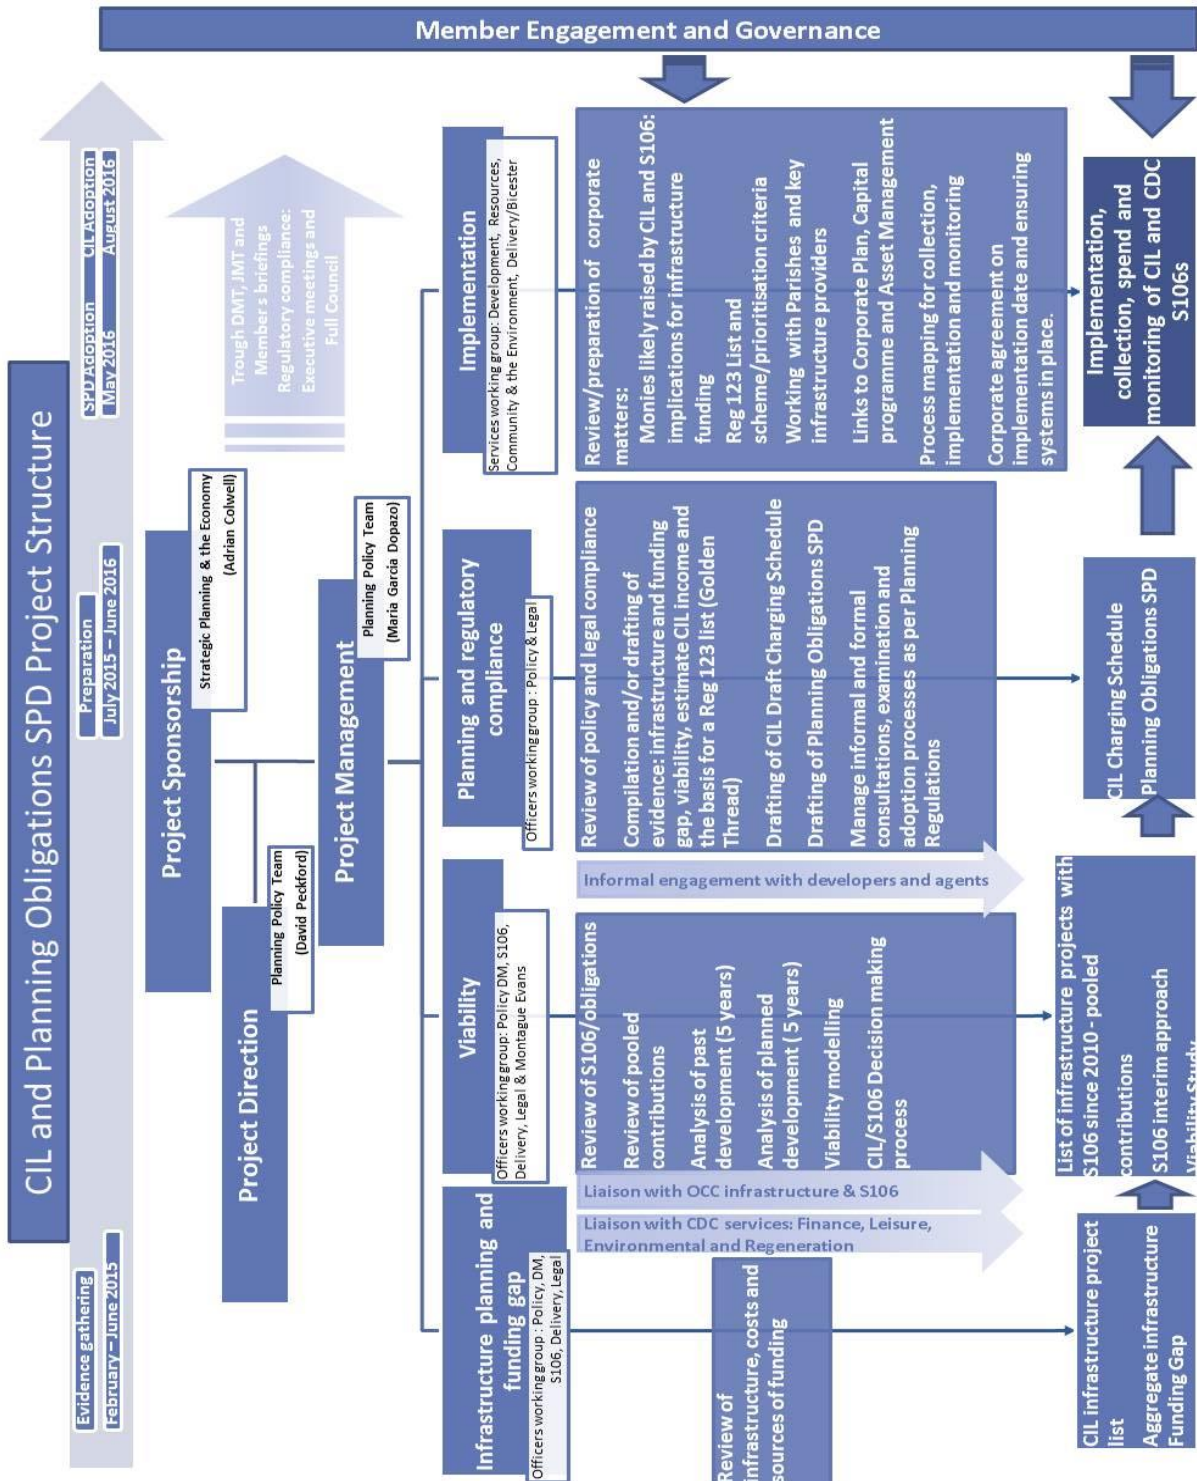 CIL and Planning Obligations SPD Project Structure
Evidence gathering
February – June 2015
Preparation
July 2015 – June 2016
SPD Adoption
May 2016
CIL Adoption
August 2016
Project Sponsorship
Strategic Planning & the Economy
(Adrian Colwell)
Project Direction
Planning Policy Team
(David Peckford)
Project Management
Planning Policy Team
(Maria Garcia Dopazo)
Trough DMT, JMT and
Member s briefings
Regulatory compliance:
Executive meetings and
Full Council
Member Engagement and Governance
Infrastructure planning and
funding gap
Officers working group : Policy, DM,
S106, Delivery, Legal
Review of
infrastructure, costs and
sources of funding
CIL infrastructure project
list
Aggregate infrastructure
Funding Gap
Liaison with CDC services: Finance, Leisure,
Environmental and Regeneration
Liaison with OCC infrastructure & S106
Viability
Officers working group: Policy DM, S106,
Delivery, Legal & Montague Evans
Review of S106/obligations
Review of pooled
contributions
Analysis of past
development (5 years)
Analysis of planned
development ( 5 years)
Viability modelling
CIL/S106 Decision making
process
List of infrastructure projects with
S106 since 2010 - pooled
contributions
S106 interim approach
Viability Study
Informal engagement with developers and agents
Planning and regulatory
compliance
Officers working group : Policy & Legal
Review of policy and legal compliance
Compilation and/or drafting of
evidence: infrastructure and funding
gap, viability, estimate CIL income and
the basis for a Reg 123 list (Golden
Thread)
Drafting of CIL Draft Charging Schedule
Drafting of Planning Obligations SPD
Manage informal and formal
consultations, examination and
adoption processes as per Planning
Regulations
CIL Charging Schedule
Planning Obligations SPD
Implementation
Services working group: Development, Resources,
Community & the Environment, Delivery/Bicester
Review/preparation of corporate
matters:
Monies likely raised by CIL and S106:
implications for infrastructure
funding
Reg 123 List and
scheme/prioritisation criteria
Working with Parishes and key
infrastructure providers
Links to Corporate Plan, Capital
programme and Asset Management
Process mapping for collection,
implementation and monitoring
Corporate agreement on
implementation date and ensuring
systems in place.
Implementation,
collection, spend and
monitoring of CIL and CDC
S106s